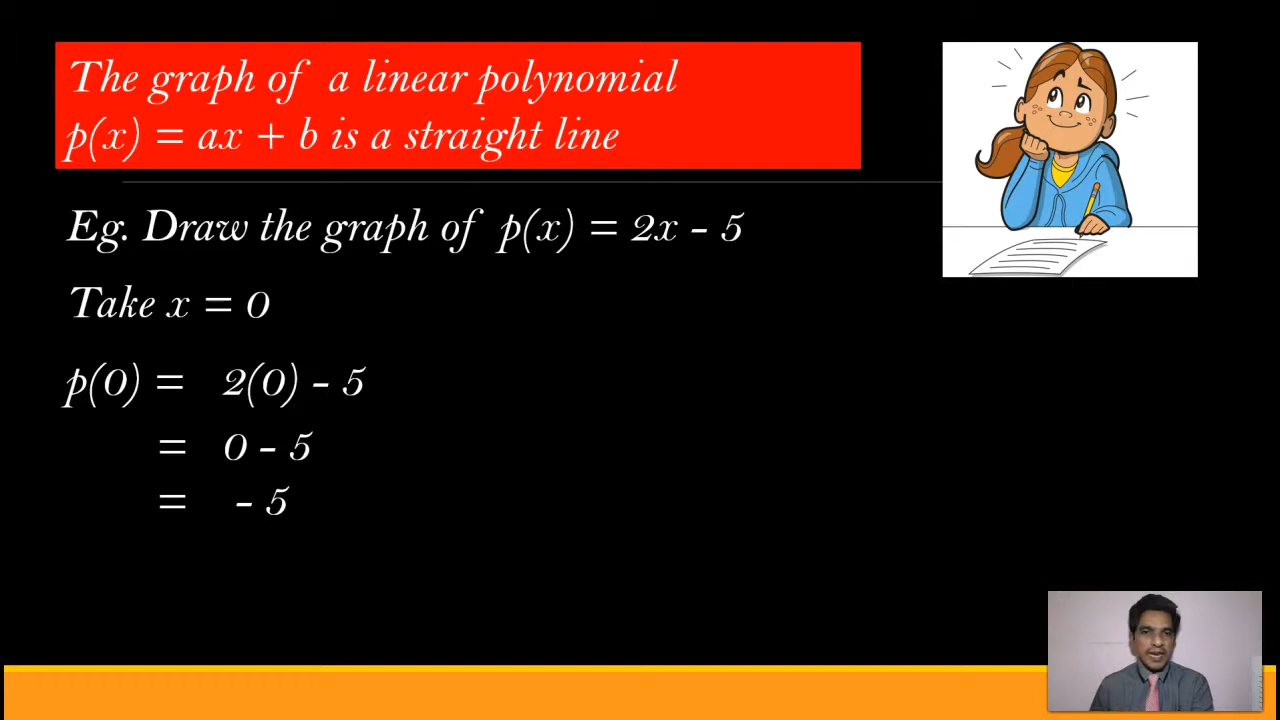 The graph of a linear polynomial
p(x) = ax + b is a straight line
Eg. Draw the graph of p(x) = 2x - 5
Take x = 0
p(0) = 2(0) - 5
= 0 - 5
= - 5